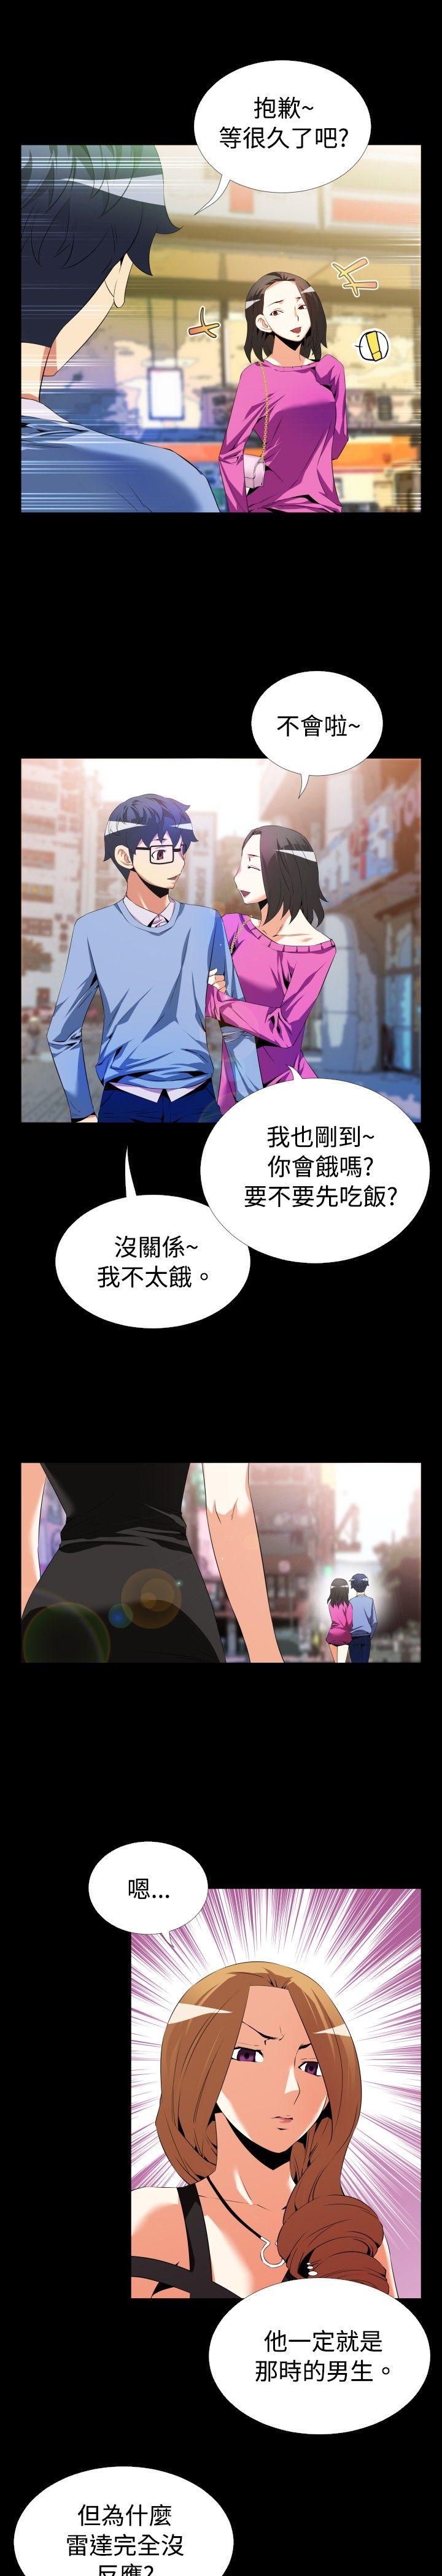 抱歉~
等很久了吧?
不會啦~
我也剛到~
你會餓嗎?
要不要先吃飯?
沒關係~
我不太餓。
嗯...
他一定就是
那時的男生。
但為什麼
雷達完全沒
反應?